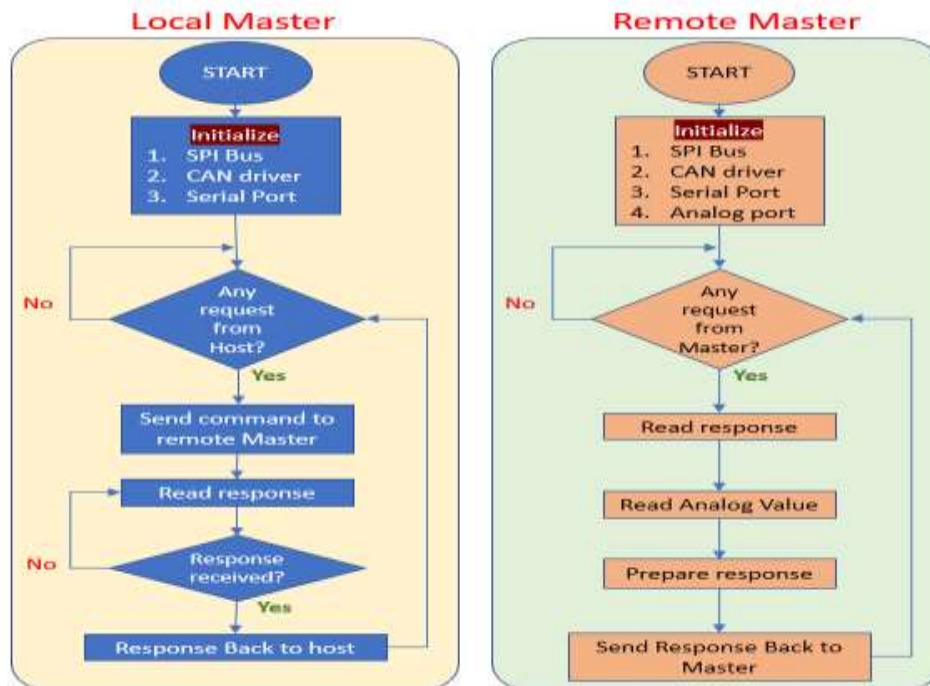 Local Master
START
Initialize
1. SPI Bus
2. CAN driver
3. Serial Port
Any
request
from
Host?
No
Yes
Send command to
remote Master
Read response
Response
received?
No
Yes
Response Back to host
Remote Master
START
Initialize
1. SPI Bus
2. CAN driver
3. Serial Port
4. Analog port
Any
request
from
Master?
No
Yes
Read response
Read Analog Value
Prepare response
Send Response Back to
Master